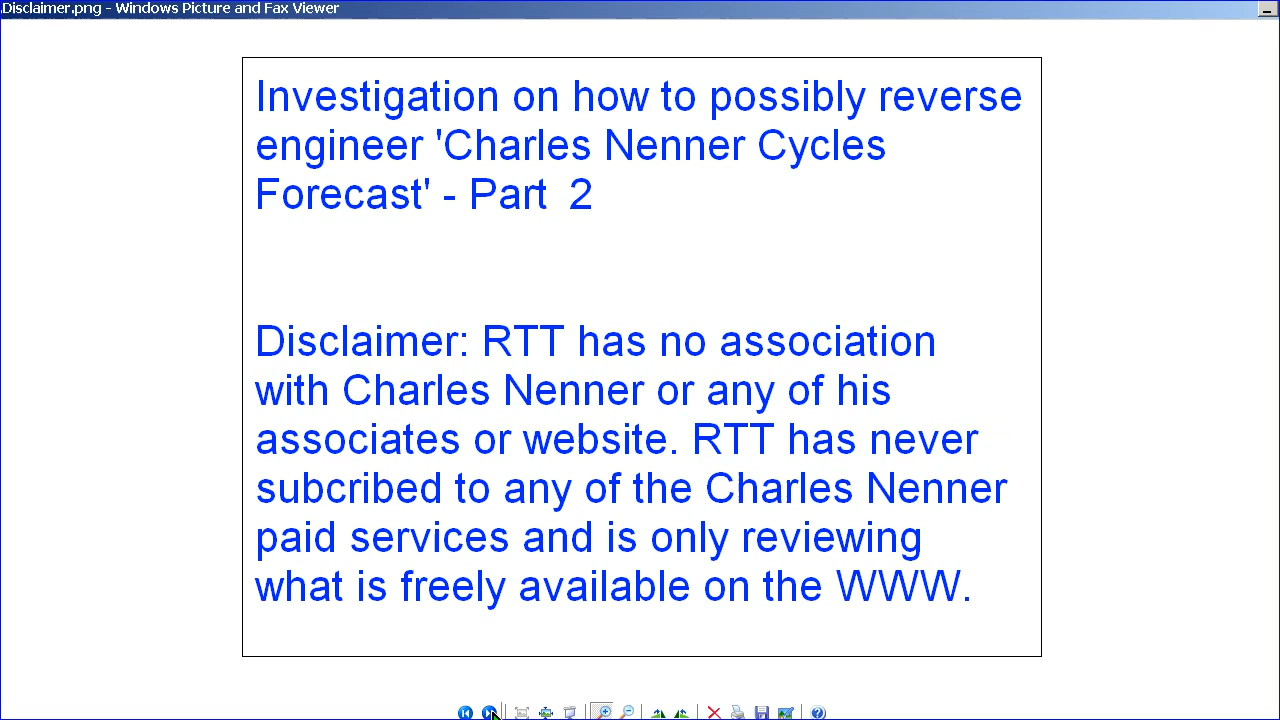 Disclaimer.png - Windows Picture and Fax Viewer
Investigation on how to possibly reverse
engineer 'Charles Nenner Cycles
Forecast' - Part  2
Disclaimer: RTT has no association
with Charles Nenner or any of his
associates or website. RTT has never
subcribed to any of the Charles Nenner
paid services and is only reviewing
what is freely available on the WWW.